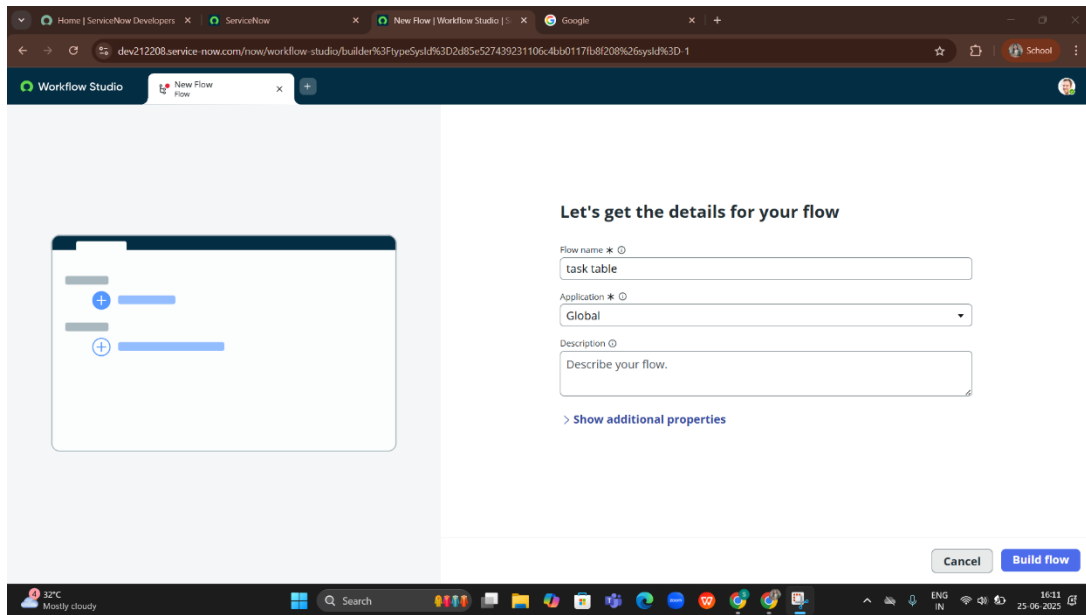 Home | ServiceNow Developers
ServiceNow
New Flow | Workflow Studio | S
Google
dev212208.service-now.com/now/workflow-studio/builder%3FtypeSysId%3D2d85e527439231106c4bb0117fb8f208%26sysId%3D-1
School
Workflow Studio
New Flow
Flow
Let's get the details for your flow
Flow name *
task table
Application *
Global
Description
Describe your flow.
Show additional properties
Cancel
Build flow
4
32°C
Mostly cloudy
Search
ENG
IN
16:11
25-06-2025